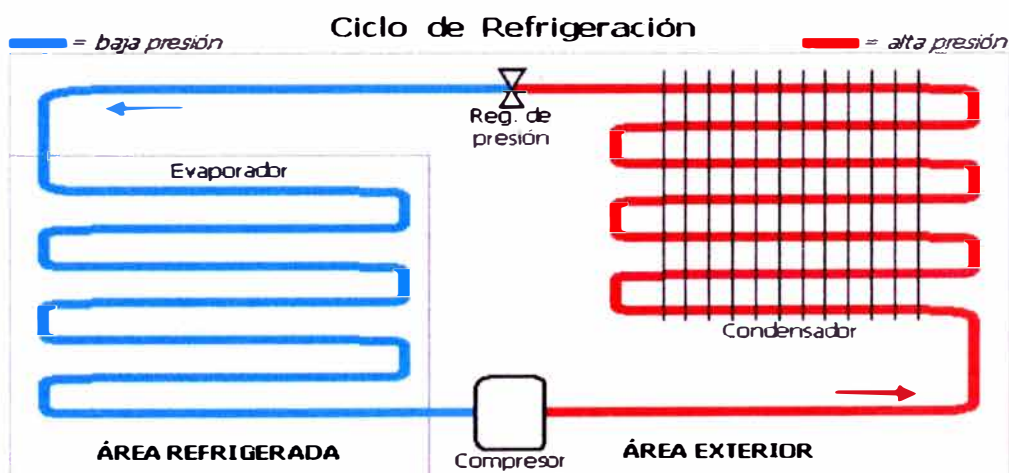 Ciclo de Refrigeración
= baja presión
= alta presión
Reg. de
presión
Evaporador
Condensador
ÁREA REFRIGERADA
Compresor
ÁREA EXTERIOR